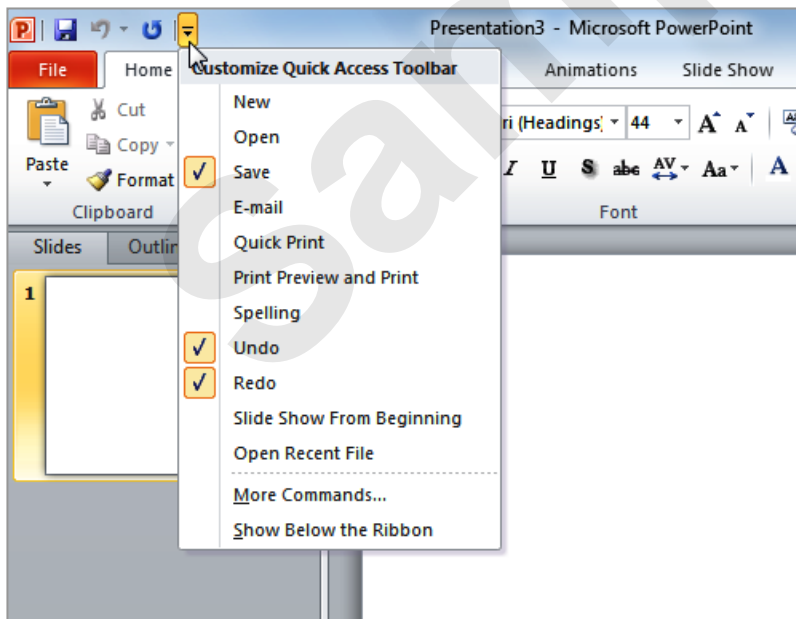 Presentation3 - Microsoft PowerPoint
File Home Animations Slide Show
Customize Quick Access Toolbar
New
Open
Save
E-mail
Quick Print
Print Preview and Print
Spelling
Undo
Redo
Slide Show From Beginning
Open Recent File
More Commands...
Show Below the Ribbon
Cut
Copy
Format
Paste
Clipboard
ri (Headings) 44 A A
I U S abc AV Aa A
Font
Slides Outlin
1
Sam